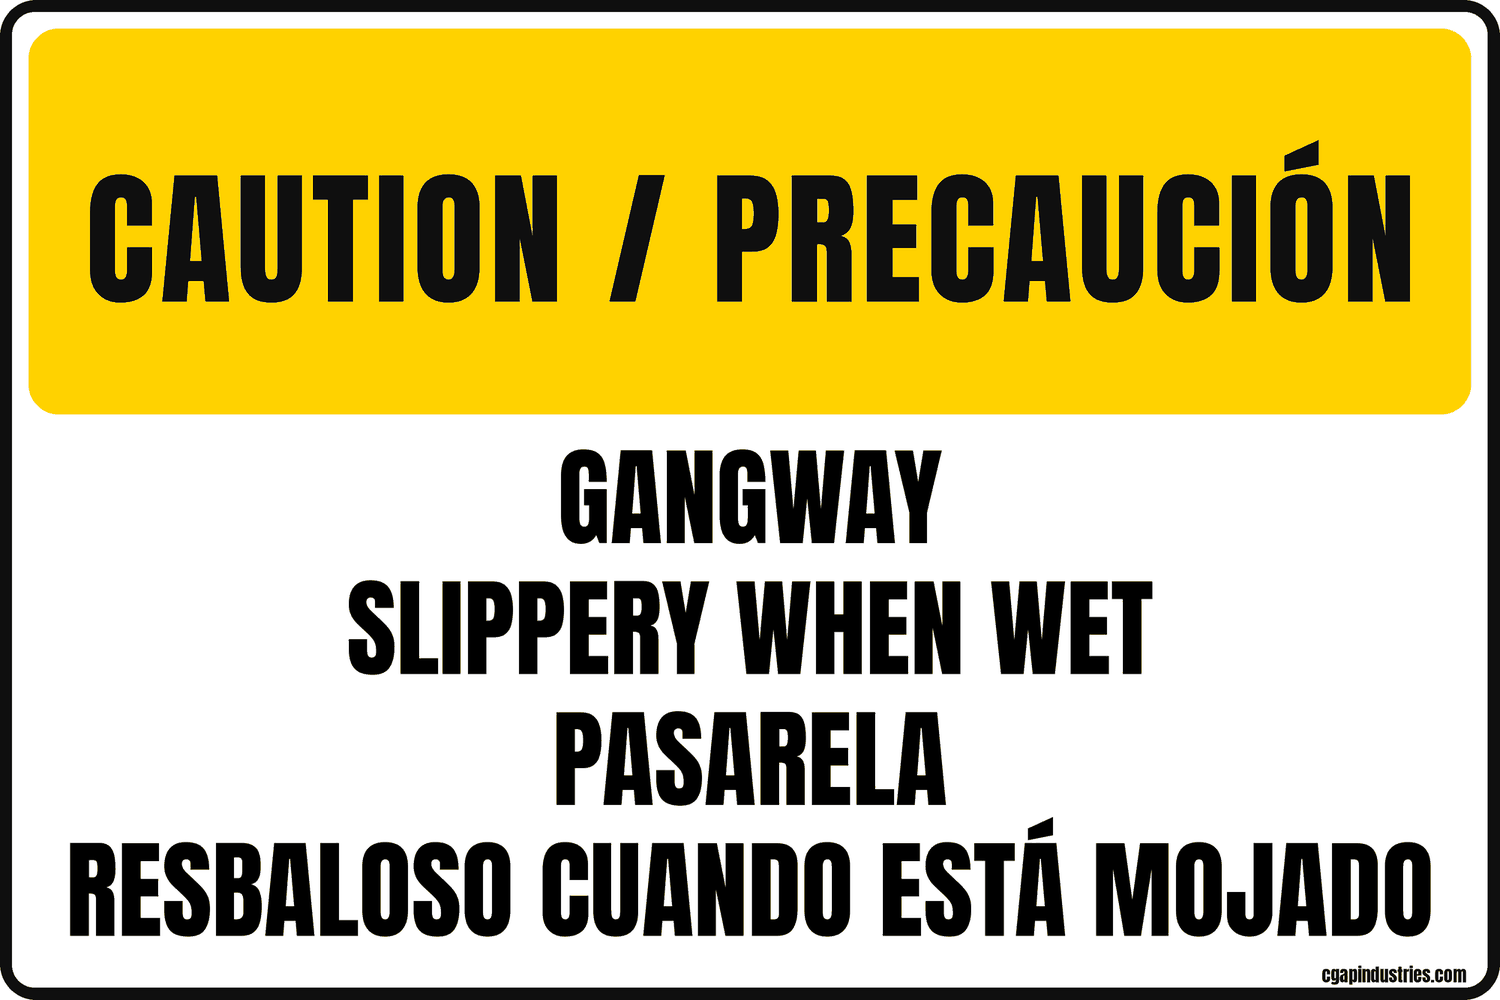 CAUTION / PRECAUCIÓN
GANGWAY
SLIPPERY WHEN WET
PASARELA
RESBALOSO CUANDO ESTÁ MOJADO
cgapindustries.com